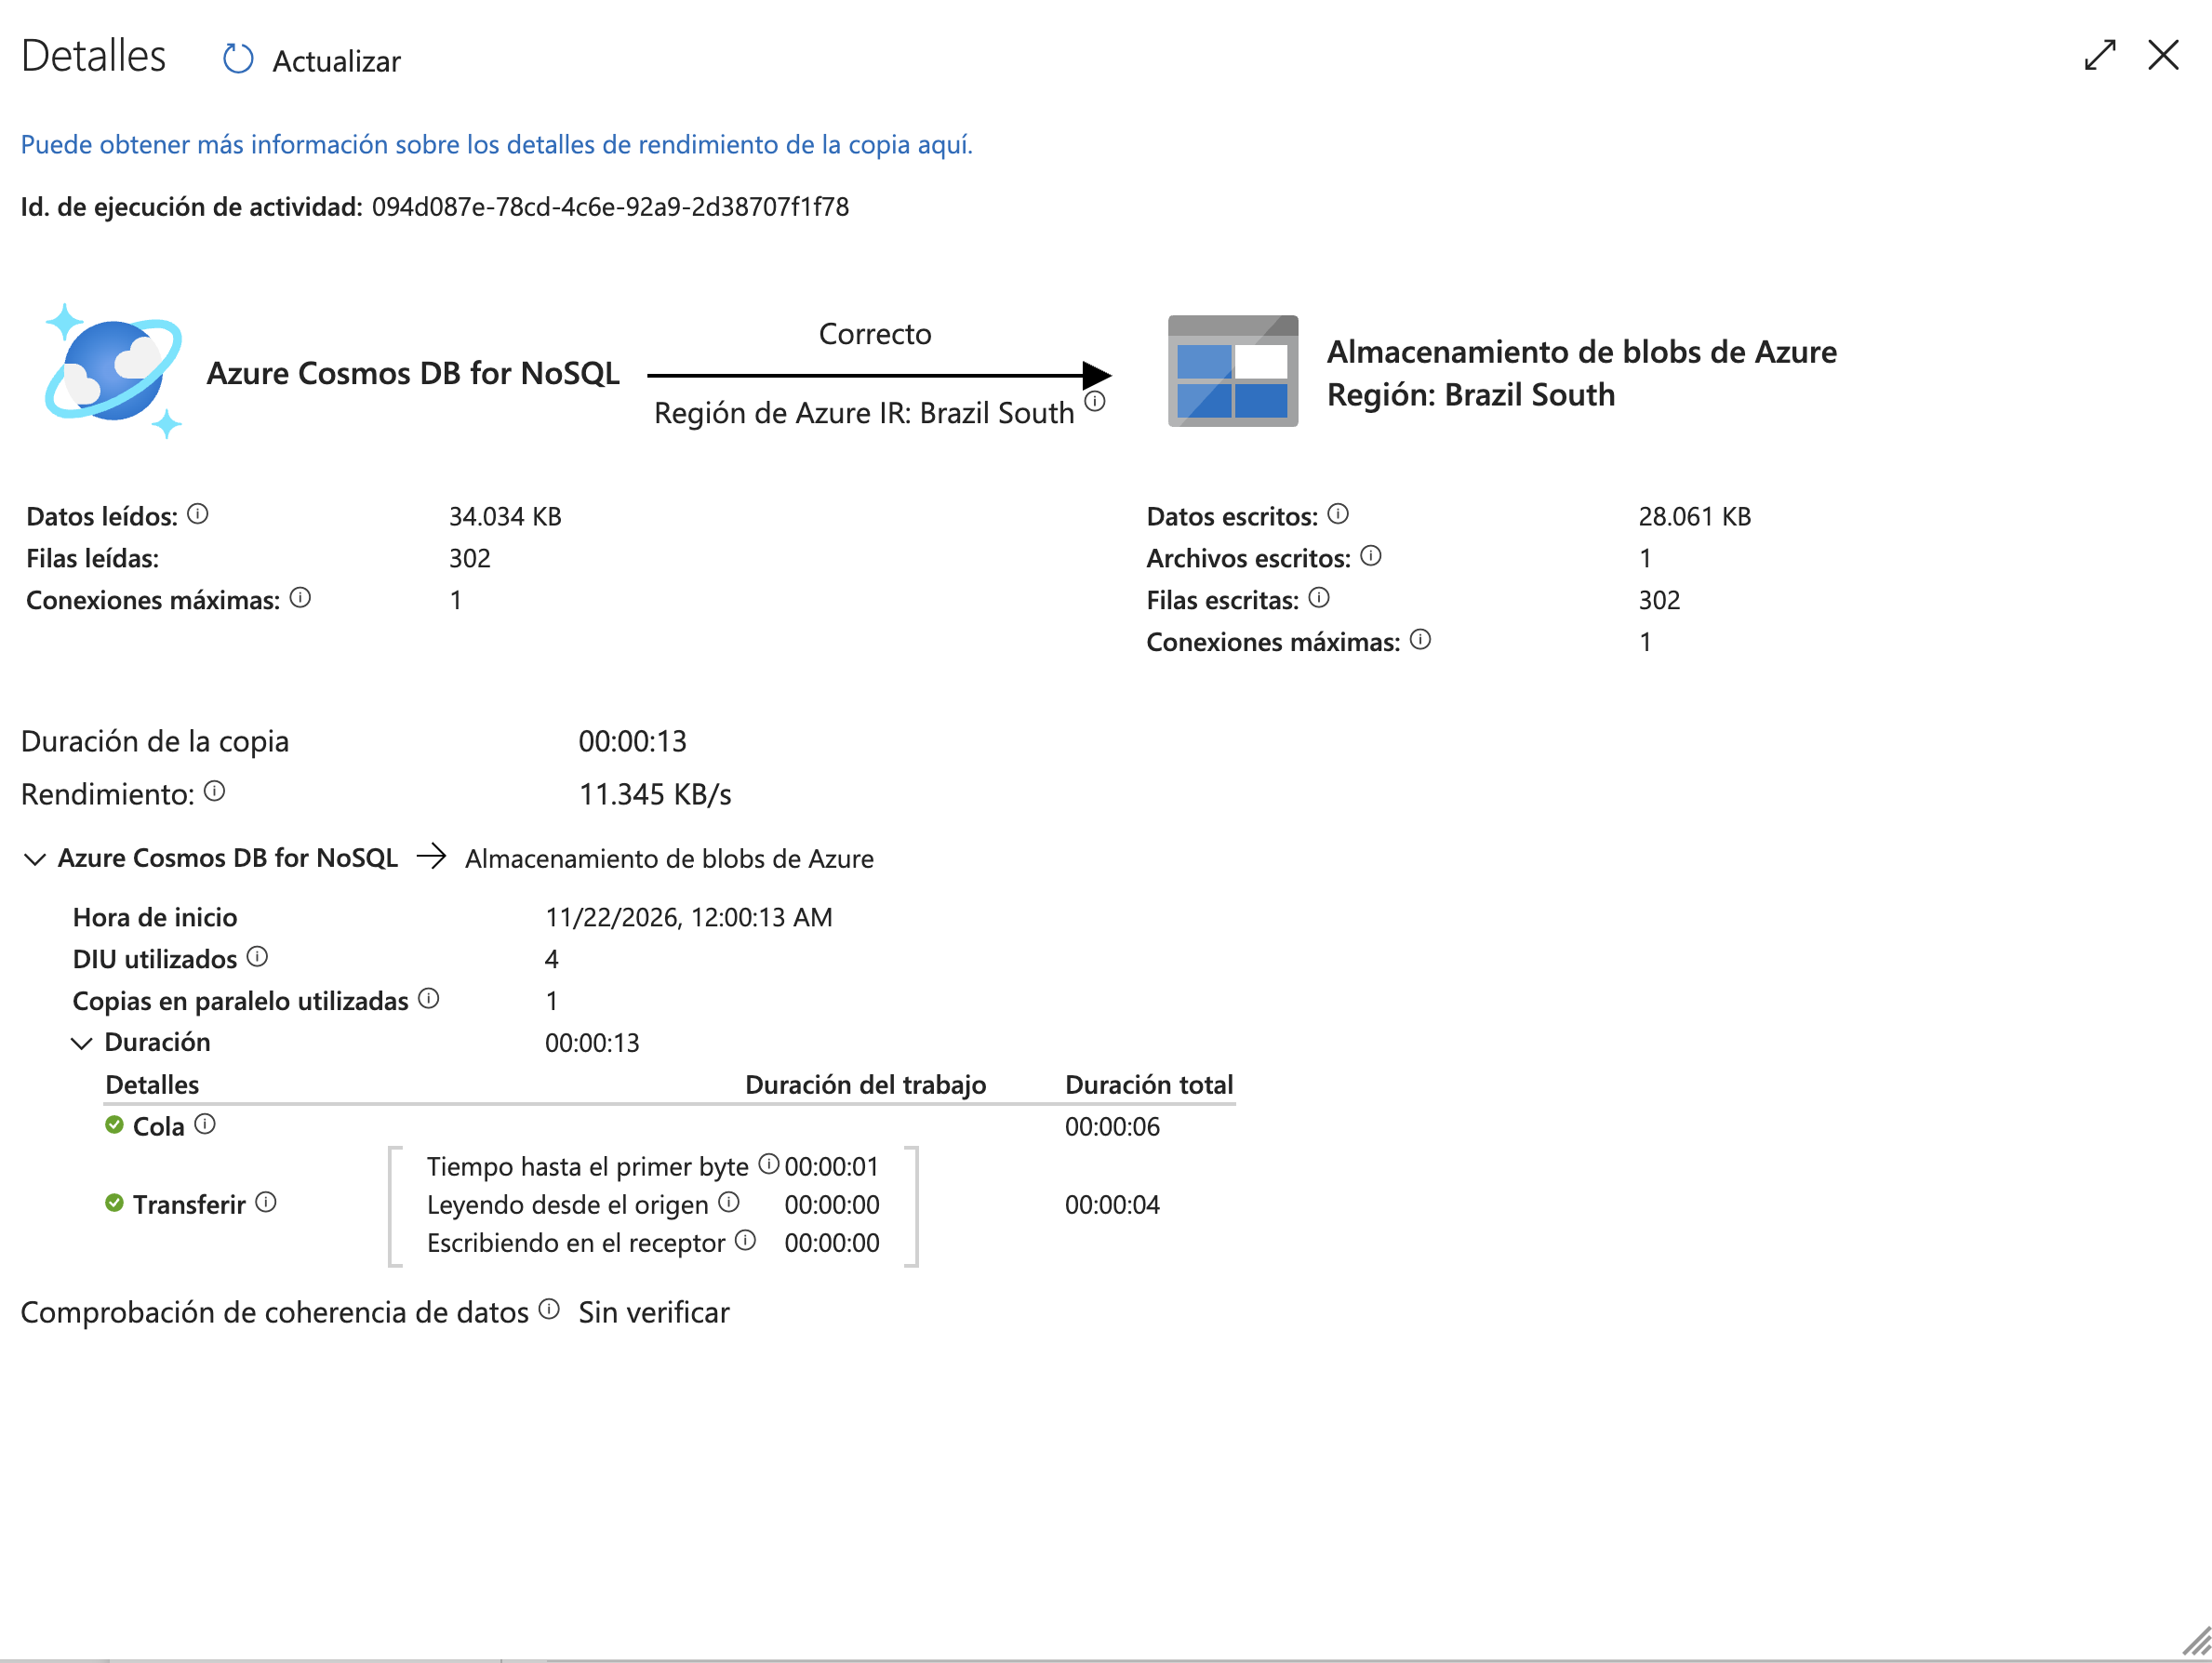 Detalles
Actualizar
Puede obtener más información sobre los detalles de rendimiento de la copia aquí.
Id. de ejecución de actividad: 094d087e-78cd-4c6e-92a9-2d38707f1f78
Azure Cosmos DB for NoSQL
Correcto
Región de Azure IR: Brazil South
Almacenamiento de blobs de Azure
Región: Brazil South
Datos leídos: 34.034 KB
Filas leídas: 302
Conexiones máximas: 1
Datos escritos: 28.061 KB
Archivos escritos: 1
Filas escritas: 302
Conexiones máximas: 1
Duración de la copia 00:00:13
Rendimiento: 11.345 KB/s
Azure Cosmos DB for NoSQL → Almacenamiento de blobs de Azure
Hora de inicio 11/22/2026, 12:00:13 AM
DIU utilizados 4
Copias en paralelo utilizadas 1
Duración 00:00:13
Detalles Duración del trabajo Duración total
Cola 00:00:06
Tiempo hasta el primer byte 00:00:01
Transferir Leyendo desde el origen 00:00:00 00:00:04
Escribiendo en el receptor 00:00:00
Comprobación de coherencia de datos Sin verificar